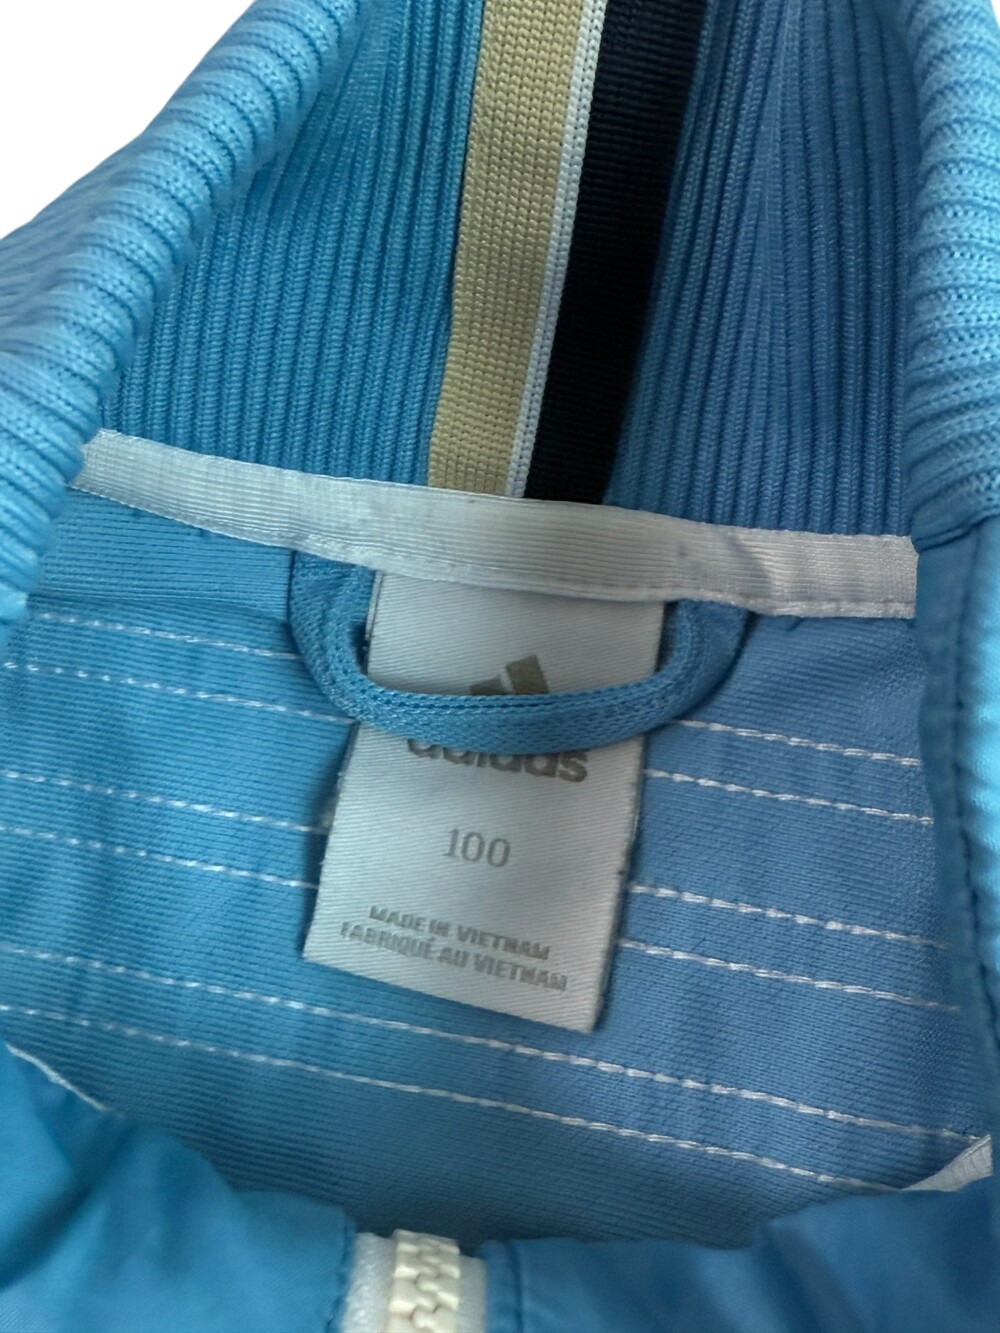 adidas
100
MADE IN VIETNAM
FABRIQUÉ AU VIETNAM